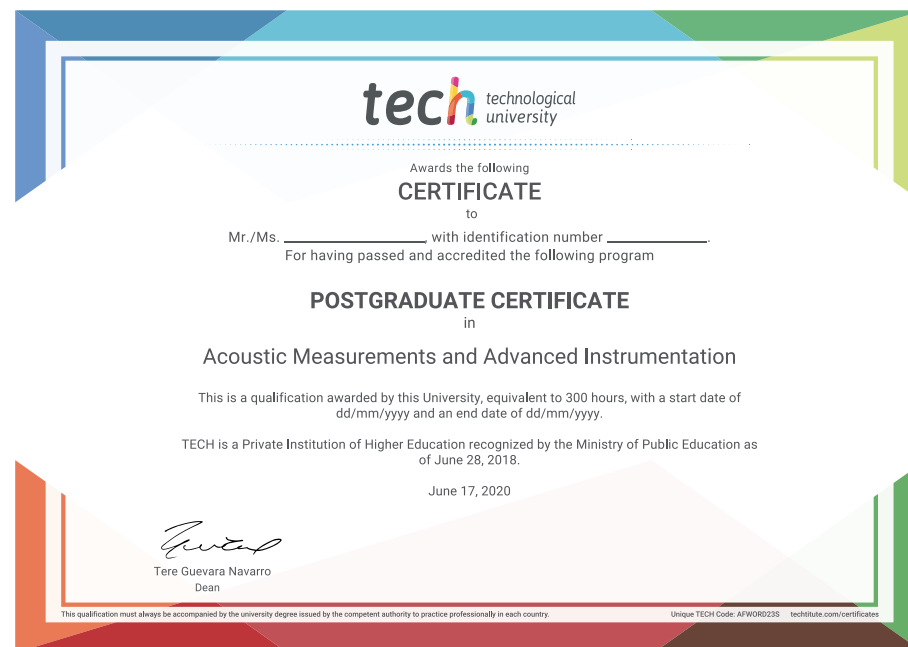 tech technological
university
Awards the following
CERTIFICATE
to
Mr./Ms. ____________________, with identification number ______________.
For having passed and accredited the following program
POSTGRADUATE CERTIFICATE
in
Acoustic Measurements and Advanced Instrumentation
This is a qualification awarded by this University, equivalent to 300 hours, with a start date of
dd/mm/yyyy and an end date of dd/mm/yyyy.
TECH is a Private Institution of Higher Education recognized by the Ministry of Public Education as
of June 28, 2018.
June 17, 2020
Tere Guevara Navarro
Dean
This qualification must always be accompanied by the university degree issued by the competent authority to practice professionally in each country.
Unique TECH Code: AFWORD23S techtitute.com/certificates